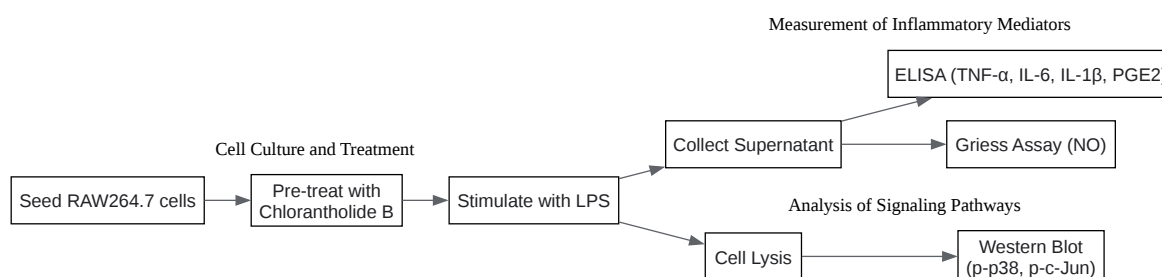 Measurement of Inflammatory Mediators
ELISA (TNF-α, IL-6, IL-1β, PGE2)
Collect Supernatant
Griess Assay (NO)
Cell Culture and Treatment
Seed RAW264.7 cells
Pre-treat with
Chlorantholide B
Stimulate with LPS
Analysis of Signaling Pathways
Cell Lysis
Western Blot
(p-p38, p-c-Jun)